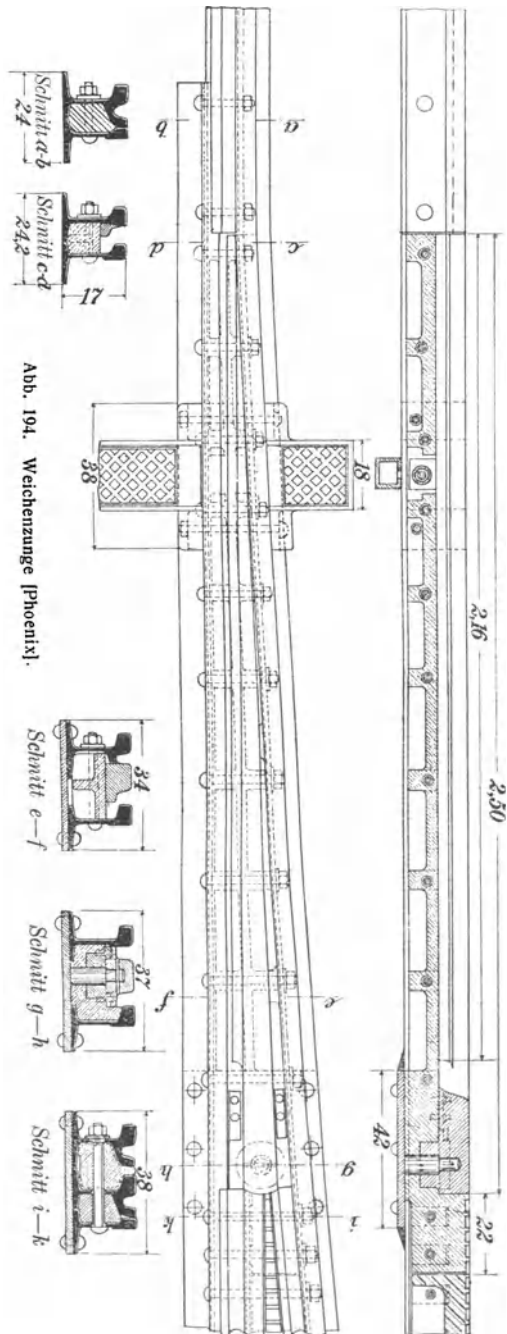 2,50
2,16
22
42
a
c
18
e
g
i
b
d
38
f
h
k
Schnitt a-b
24
Schnitt c-d
24,2
17
Schnitt e–f
34
Schnitt g–h
37
Schnitt i–k
38
Abb. 194. Weichenzunge [Phoenix].